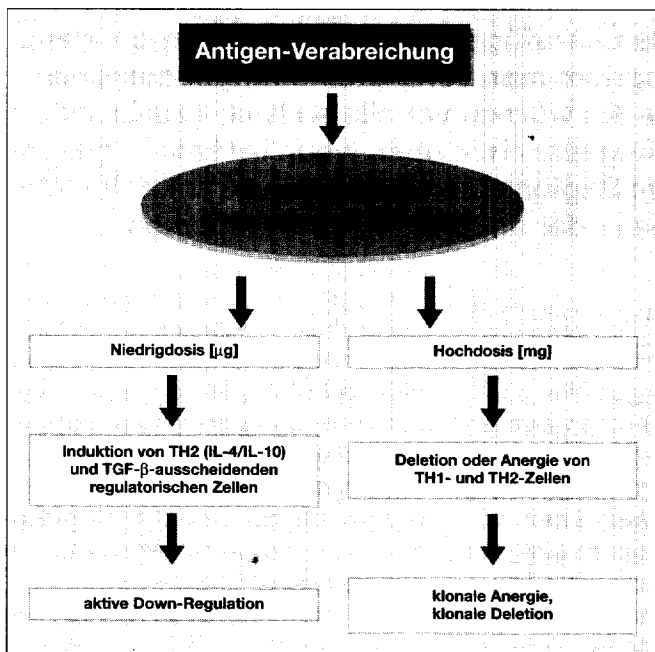 Antigen-Verabreichung
Niedrigdosis [µg]
Hochdosis [mg]
Induktion von TH2 (IL-4/IL-10)
und TGF-β-ausscheidenden
regulatorischen Zellen
Deletion oder Anergie von
TH1- und TH2-Zellen
aktive Down-Regulation
klonale Anergie,
klonale Deletion